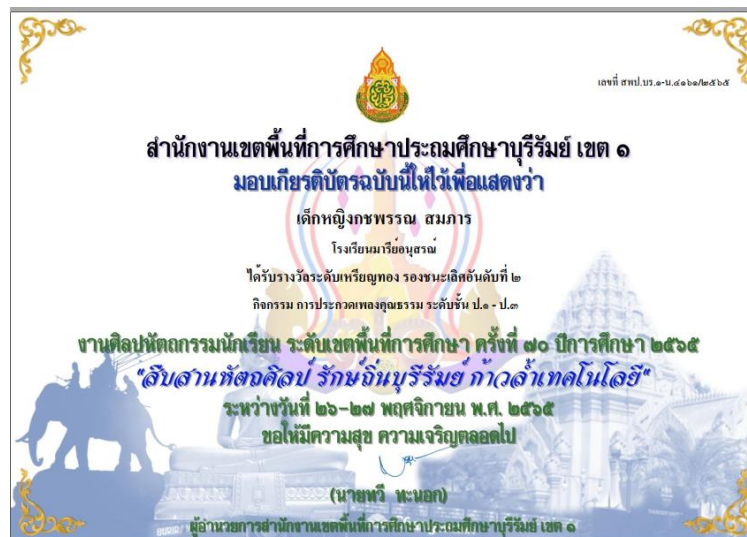 เลขที่ สพป.บร.๑-น.๔๑๖๑/๒๕๖๕
สำนักงานเขตพื้นที่การศึกษาประถมศึกษาบุรีรัมย์ เขต ๑
มอบเกียรติบัตรฉบับนี้ให้ไว้เพื่อแสดงว่า
เด็กหญิงกชพรรณ สมภาร
โรงเรียนมารีย์อนุสรณ์
ได้รับรางวัลระดับเหรียญทอง รองชนะเลิศอันดับที่ ๒
กิจกรรม การประกวดเพลงคุณธรรม ระดับชั้น ป.๑ - ป.๓
งานศิลปหัตถกรรมนักเรียน ระดับเขตพื้นที่การศึกษา ครั้งที่ ๗๐ ปีการศึกษา ๒๕๖๕
"สืบสานหัตถศิลป์ รักษ์ถิ่นบุรีรัมย์ ก้าวล้ำเทคโนโลยี"
ระหว่างวันที่ ๒๖-๒๗ พฤศจิกายน พ.ศ. ๒๕๖๕
ขอให้มีความสุข ความเจริญตลอดไป
(นายทวี ทะนอก)
ผู้อำนวยการสำนักงานเขตพื้นที่การศึกษาประถมศึกษาบุรีรัมย์ เขต ๑